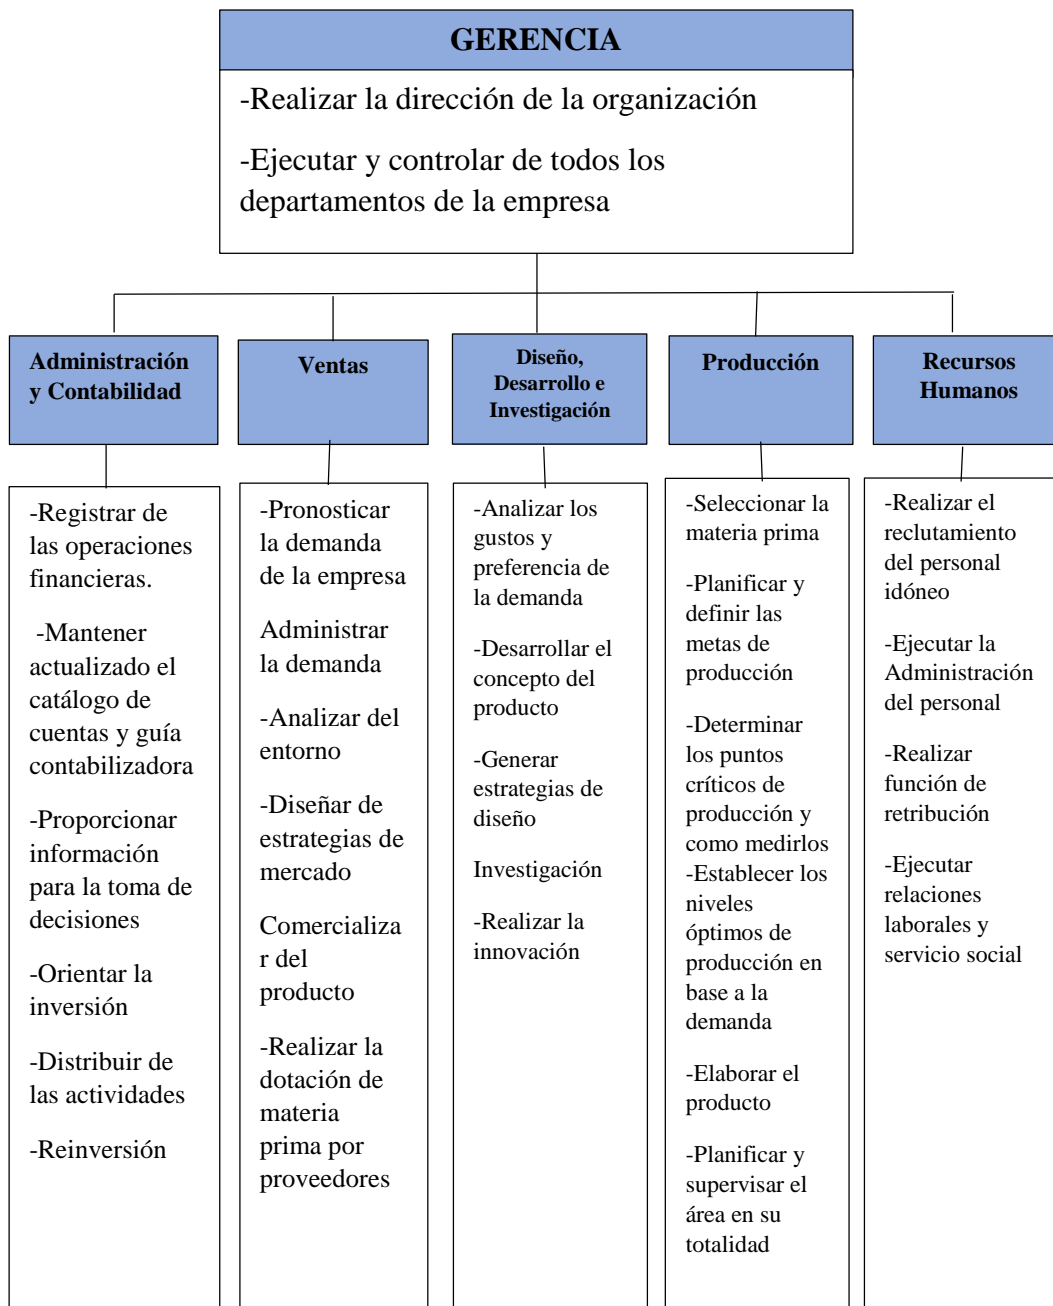 GERENCIA
-Realizar la dirección de la organización
-Ejecutar y controlar de todos los
departamentos de la empresa
Administración
y Contabilidad
Ventas
Diseño,
Desarrollo e
Investigación
Producción
Recursos
Humanos
-Registrar de
las operaciones
financieras.
-Mantener
actualizado el
catálogo de
cuentas y guía
contabilizadora
-Proporcionar
información
para la toma de
decisiones
-Orientar la
inversión
-Distribuir de
las actividades
-Reinversión
-Pronosticar
la demanda
de la empresa
Administrar
la demanda
-Analizar del
entorno
-Diseñar de
estrategias de
mercado
Comercializa
r del
producto
-Realizar la
dotación de
materia
prima por
proveedores
-Analizar los
gustos y
preferencia de
la demanda
-Desarrollar el
concepto del
producto
-Generar
estrategias de
diseño
Investigación
-Realizar la
innovación
-Seleccionar la
materia prima
-Planificar y
definir las
metas de
producción
-Determinar
los puntos
críticos de
producción y
como medirlos
-Establecer los
niveles
óptimos de
producción en
base a la
demanda
-Elaborar el
producto
-Planificar y
supervisar el
área en su
totalidad
-Realizar el
reclutamiento
del personal
idóneo
-Ejecutar la
Administración
del personal
-Realizar
función de
retribución
-Ejecutar
relaciones
laborales y
servicio social